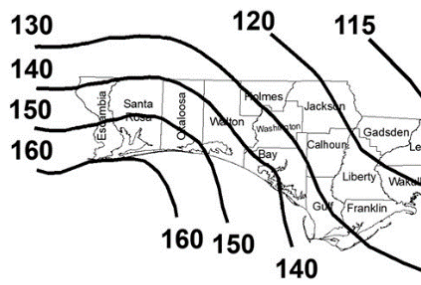 130
120
115
140
150
160
Escambia
Santa
Rosa
Okaloosa
Walton
Holmes
Washington
Bay
Jackson
Calhoun
Gulf
Gadsden
Liberty
Franklin
Le
Wakull
160
150
140